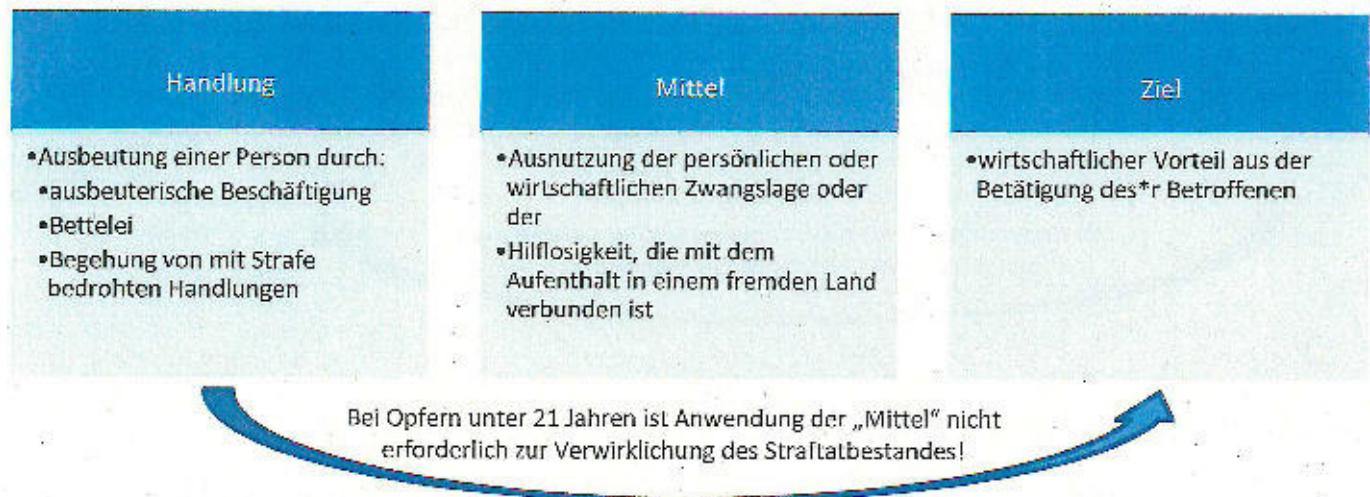 Handlung
•Ausbeutung einer Person durch:
•ausbeuterische Beschäftigung
•Bettelei
•Begehung von mit Strafe
bedrohten Handlungen
Mittel
•Ausnutzung der persönlichen oder
wirtschaftlichen Zwangslage oder
der
•Hilflosigkeit, die mit dem
Aufenthalt in einem fremden Land
verbunden ist
Ziel
•wirtschaftlicher Vorteil aus der
Betätigung des*r Betroffenen
Bei Opfern unter 21 Jahren ist Anwendung der „Mittel" nicht
erforderlich zur Verwirklichung des Straftatbestandes!